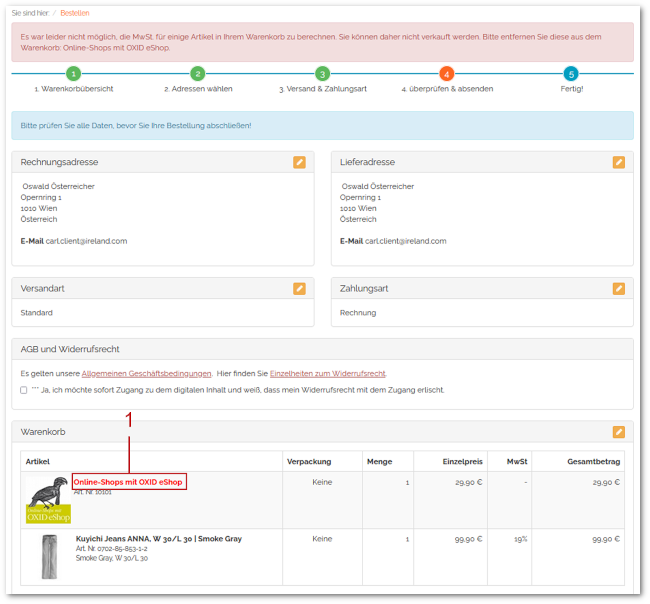 Sie sind hier: / Bestellen
Es war leider nicht möglich, die MwSt. für einige Artikel in Ihrem Warenkorb zu berechnen. Sie können daher nicht verkauft werden. Bitte entfernen Sie diese aus dem
Warenkorb: Online-Shops mit OXID eShop.
1 2 3 4 5
1. Warenkorbübersicht 2. Adressen wählen 3. Versand & Zahlungsart 4. überprüfen & absenden Fertig!
Bitte prüfen Sie alle Daten, bevor Sie Ihre Bestellung abschließen!
Rechnungsadresse
Oswald Österreicher
Opernring 1
1010 Wien
Österreich
E-Mail carl.client@ireland.com
Lieferadresse
Oswald Österreicher
Opernring 1
1010 Wien
Österreich
E-Mail carl.client@ireland.com
Versandart
Standard
Zahlungsart
Rechnung
AGB und Widerrufsrecht
Es gelten unsere Allgemeinen Geschäftsbedingungen. Hier finden Sie Einzelheiten zum Widerrufsrecht.
*** Ja, ich möchte sofort Zugang zu dem digitalen Inhalt und weiß, dass mein Widerrufsrecht mit dem Zugang erlischt.
1
Warenkorb
Artikel Verpackung Menge Einzelpreis MwSt Gesamtbetrag
Online-Shops mit OXID eShop Keine 1 29,90 € - 29,90 €
Art. Nr. 10101
Online-Shops mit
OXID eShop
Kuyichi Jeans ANNA, W 30/L 30 | Smoke Gray Keine 1 99,90 € 19% 99,90 €
Art. Nr. 0702-85-853-1-2
Smoke Gray, W 30/L 30